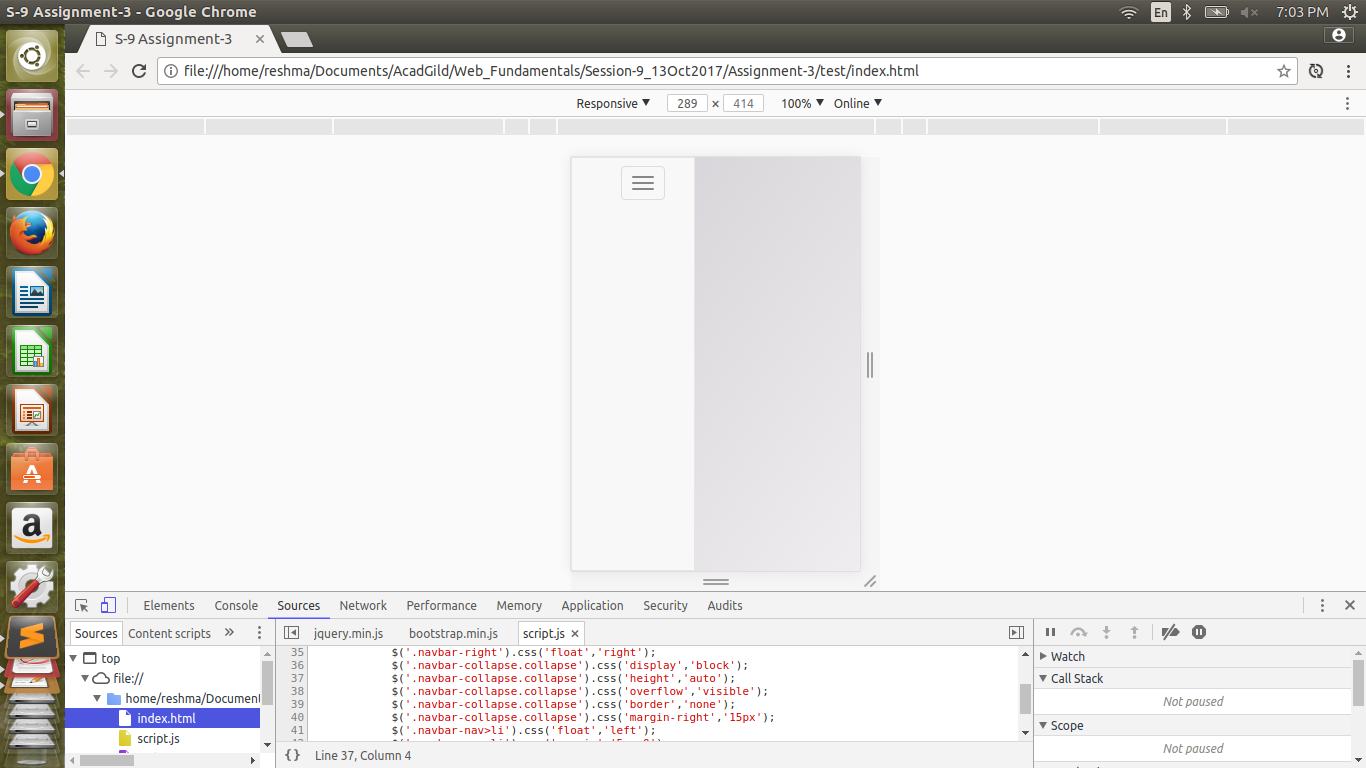 S-9 Assignment-3 - Google Chrome
En
7:03 PM
S-9 Assignment-3
file:///home/reshma/Documents/AcadGild/Web_Fundamentals/Session-9_13Oct2017/Assignment-3/test/index.html
Responsive 289 × 414 100% Online
Elements Console Sources Network Performance Memory Application Security Audits
Sources Content scripts »
jquery.min.js bootstrap.min.js script.js
top
file://
home/reshma/Document
index.html
script.js
35 $('.navbar-right').css('float','right');
36 $('.navbar-collapse.collapse').css('display','block');
37 $('.navbar-collapse.collapse').css('height','auto');
38 $('.navbar-collapse.collapse').css('overflow','visible');
39 $('.navbar-collapse.collapse').css('border','none');
40 $('.navbar-collapse.collapse').css('margin-right','15px');
41 $('.navbar-nav>li').css('float','left');
{} Line 37, Column 4
Watch
Call Stack
Not paused
Scope
Not paused